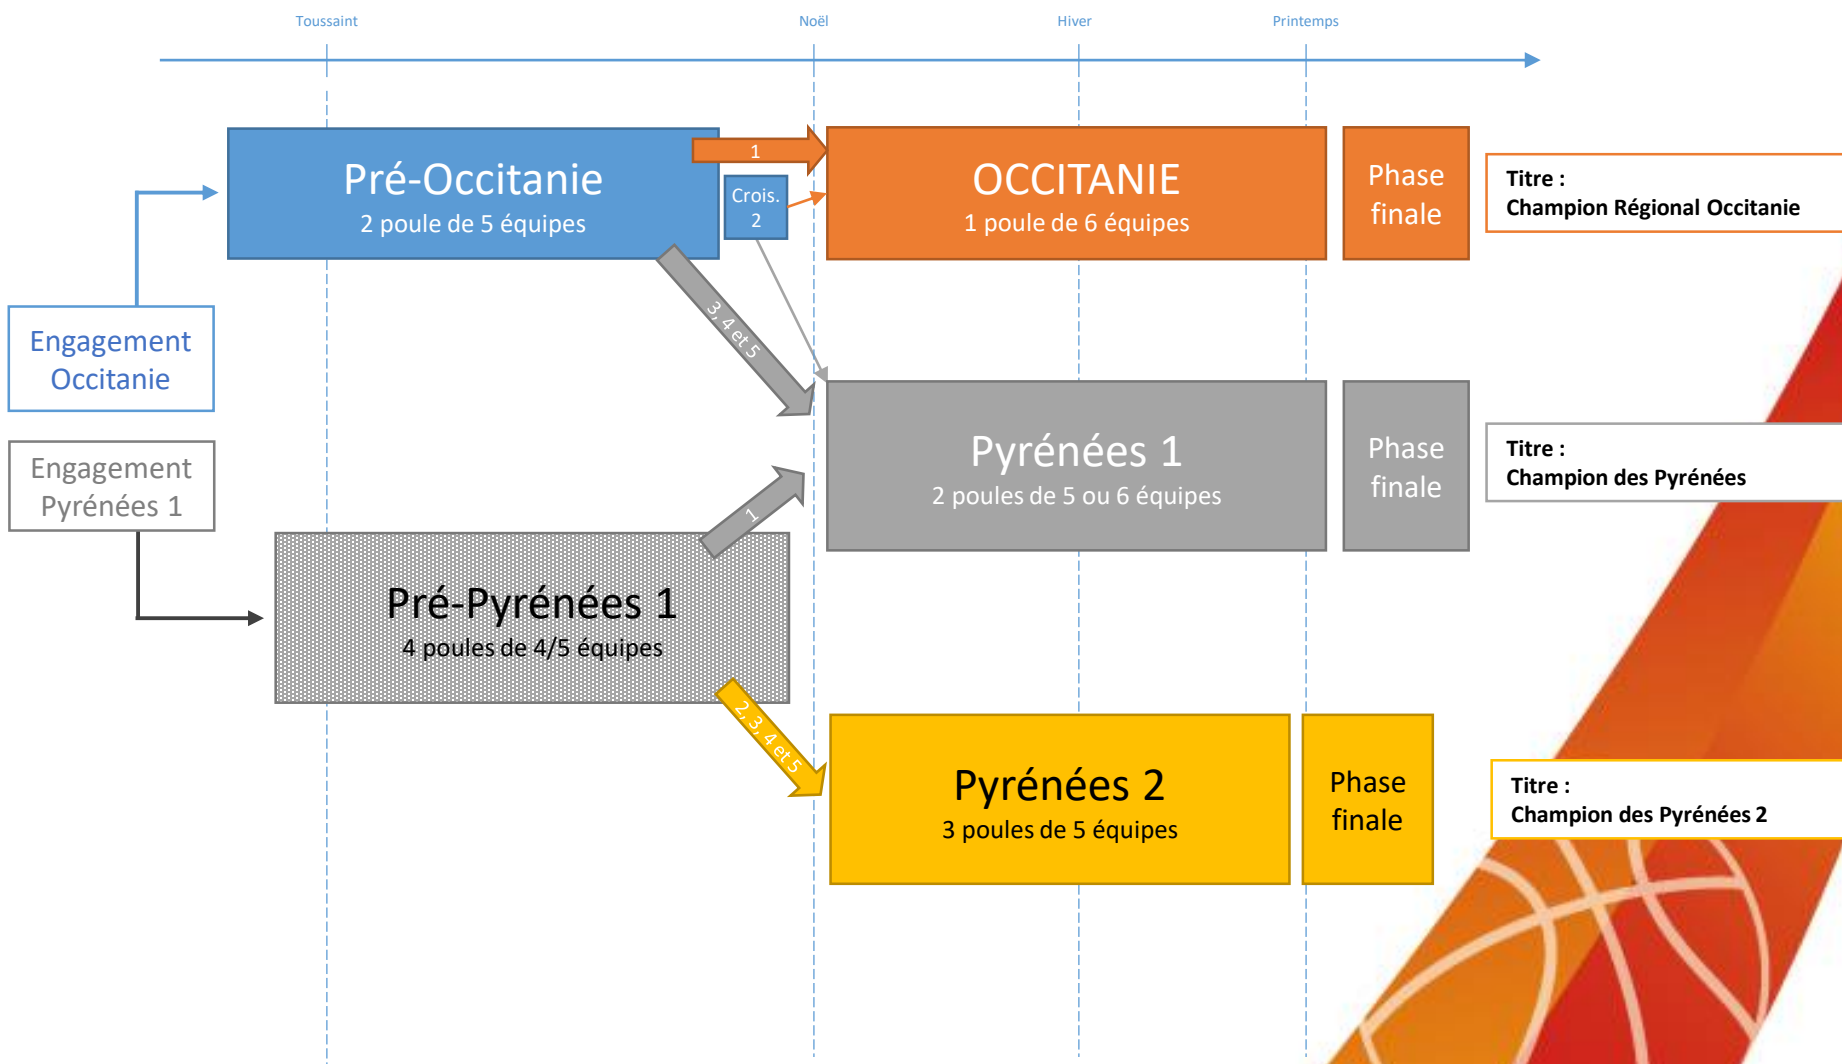 Toussaint
Noël
Hiver
Printemps
Pré-Occitanie
2 poule de 5 équipes
1
Crois.
2
OCCITANIE
1 poule de 6 équipes
Phase
finale
Titre :
Champion Régional Occitanie
3, 4 et 5
Engagement
Occitanie
Engagement
Pyrénées 1
Pyrénées 1
2 poules de 5 ou 6 équipes
Phase
finale
Titre :
Champion des Pyrénées
1
Pré-Pyrénées 1
4 poules de 4/5 équipes
2, 3, 4 et 5
Pyrénées 2
3 poules de 5 équipes
Phase
finale
Titre :
Champion des Pyrénées 2